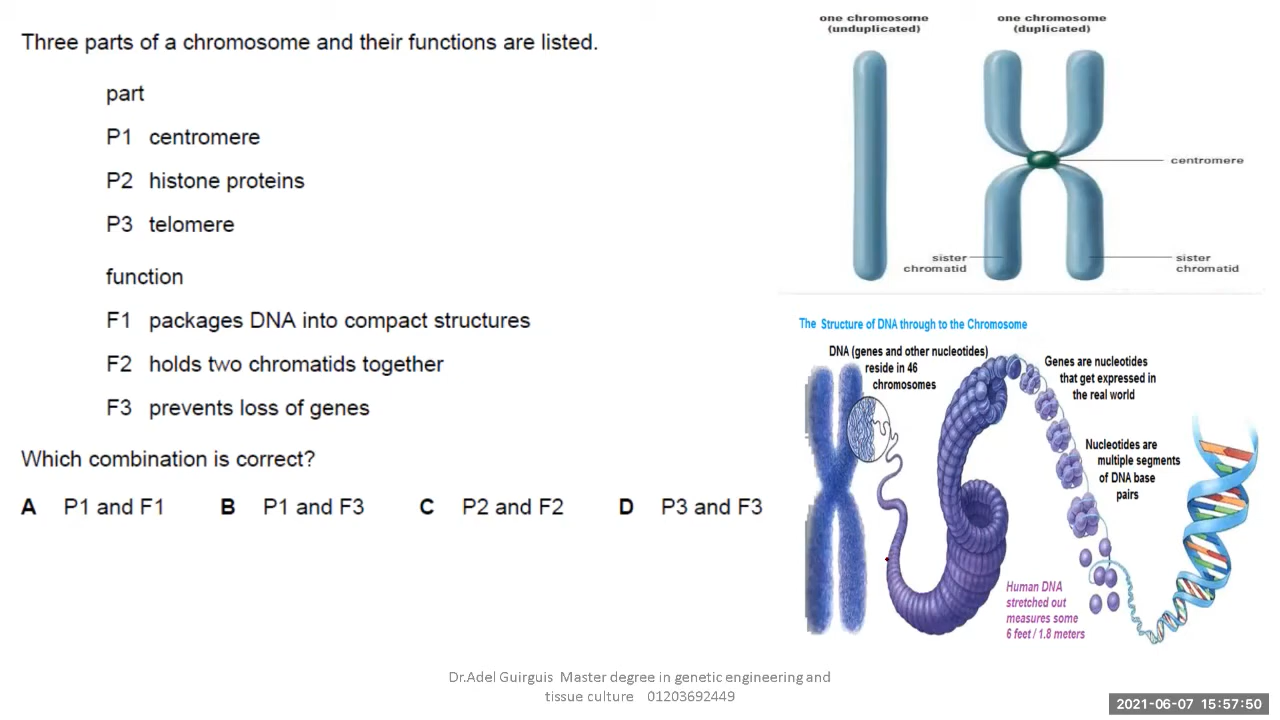 Three parts of a chromosome and their functions are listed.
part
P1 centromere
P2 histone proteins
P3 telomere
function
F1 packages DNA into compact structures
F2 holds two chromatids together
F3 prevents loss of genes
Which combination is correct?
A P1 and F1 B P1 and F3 C P2 and F2 D P3 and F3
one chromosome
(unduplicated)
one chromosome
(duplicated)
centromere
sister
chromatid
sister
chromatid
The Structure of DNA through to the Chromosome
DNA (genes and other nucleotides)
reside in 46
chromosomes
Genes are nucleotides
that get expressed in
the real world
Nucleotides are
multiple segments
of DNA base
pairs
Human DNA
stretched out
measures some
6 feet / 1.8 meters
Dr.Adel Guirguis Master degree in genetic engineering and
tissue culture 01203692449
2021-06-07 15:57:50